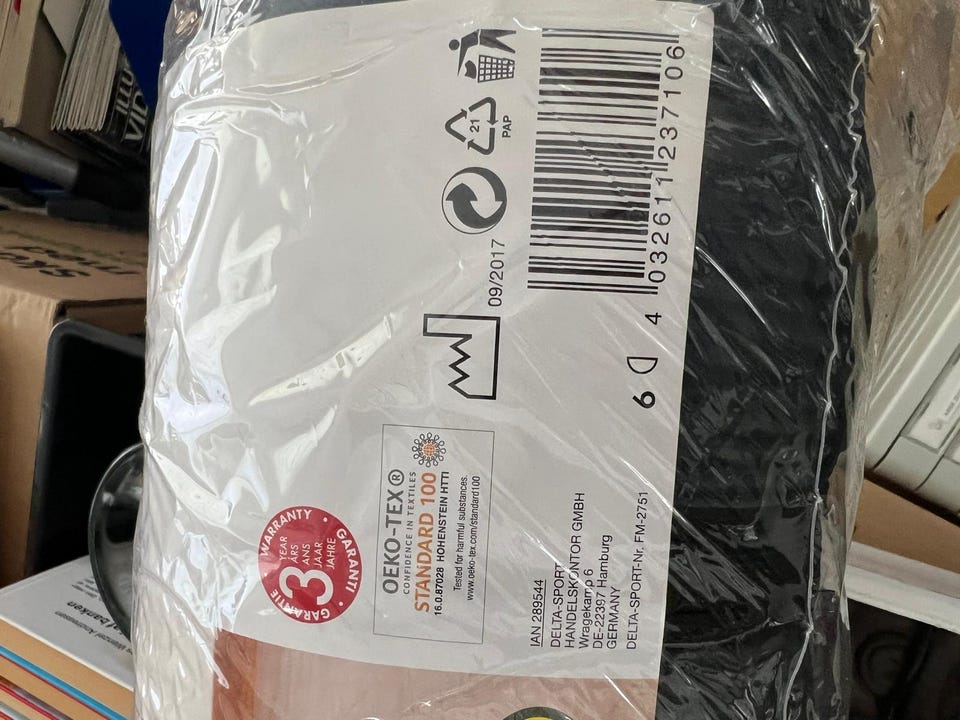 WARRANTY • GARANTI • GARANTIE •
3
YEAR
ARS
ANS
JAAR
JAHRE
OEKO-TEX®
CONFIDENCE IN TEXTILES
STANDARD 100
16.0.87028 HOHENSTEIN HTTI
Tested for harmful substances.
www.oeko-tex.com/standard100
09/2017
21
PAP
IAN 289544
DELTA-SPORT
HANDELSKONTOR GMBH
Wragekamp 6
DE-22397 Hamburg
GERMANY
DELTA-SPORT-Nr. FM-2751
6
4 032611 237106